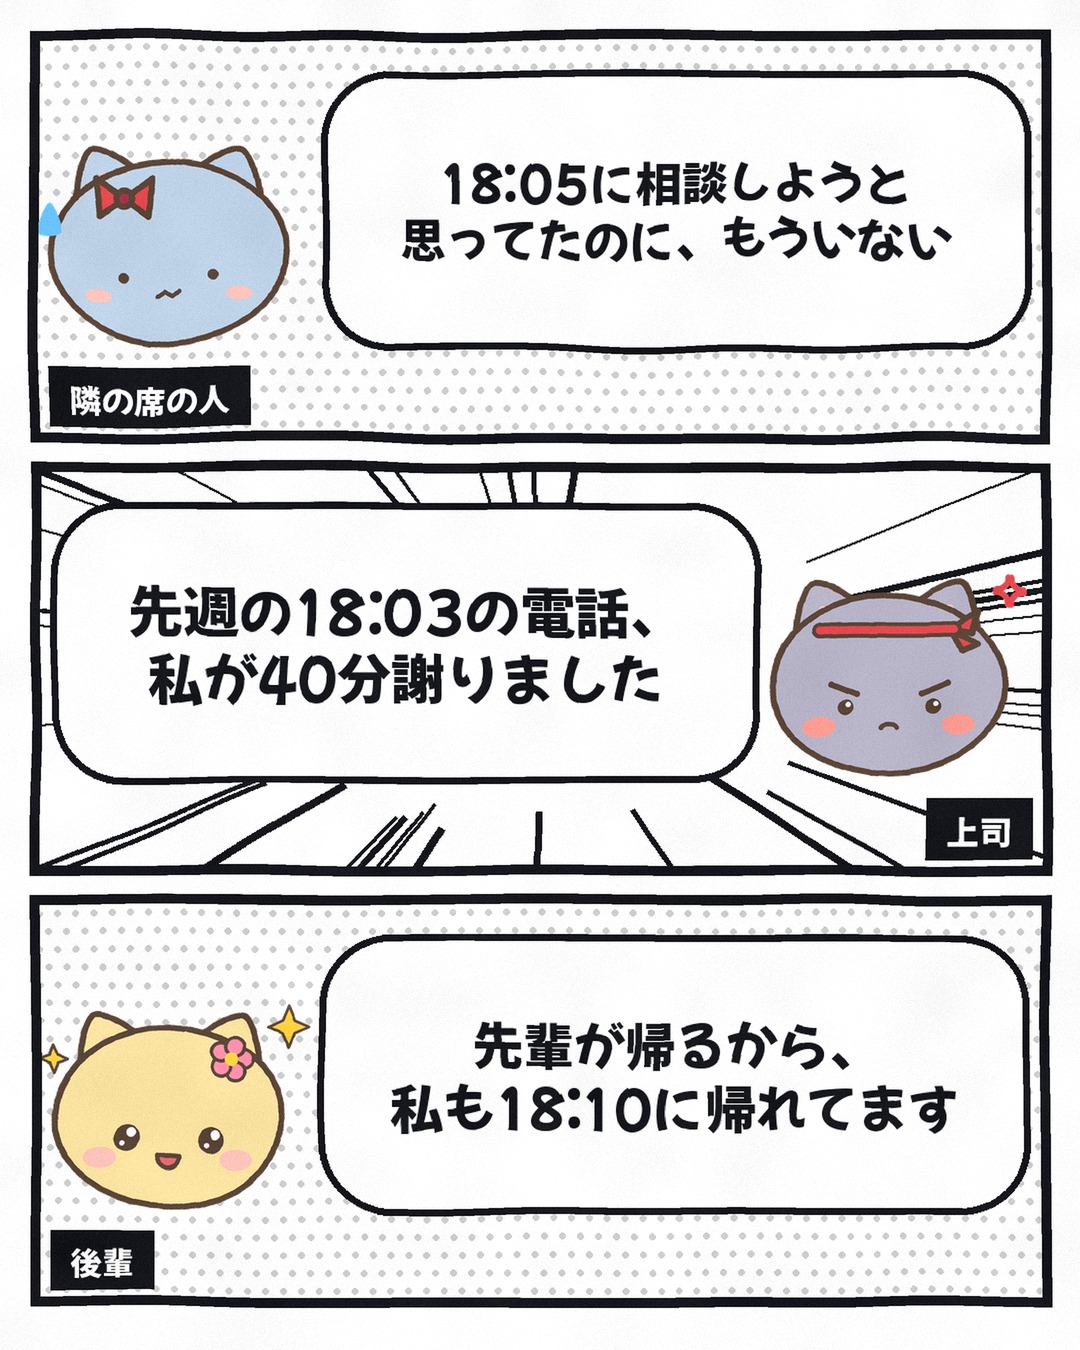 18:05に相談しようと
思ってたのに、もういない
隣の席の人
先週の18:03の電話、
私が40分謝りました
上司
先輩が帰るから、
私も18:10に帰れてます
後輩